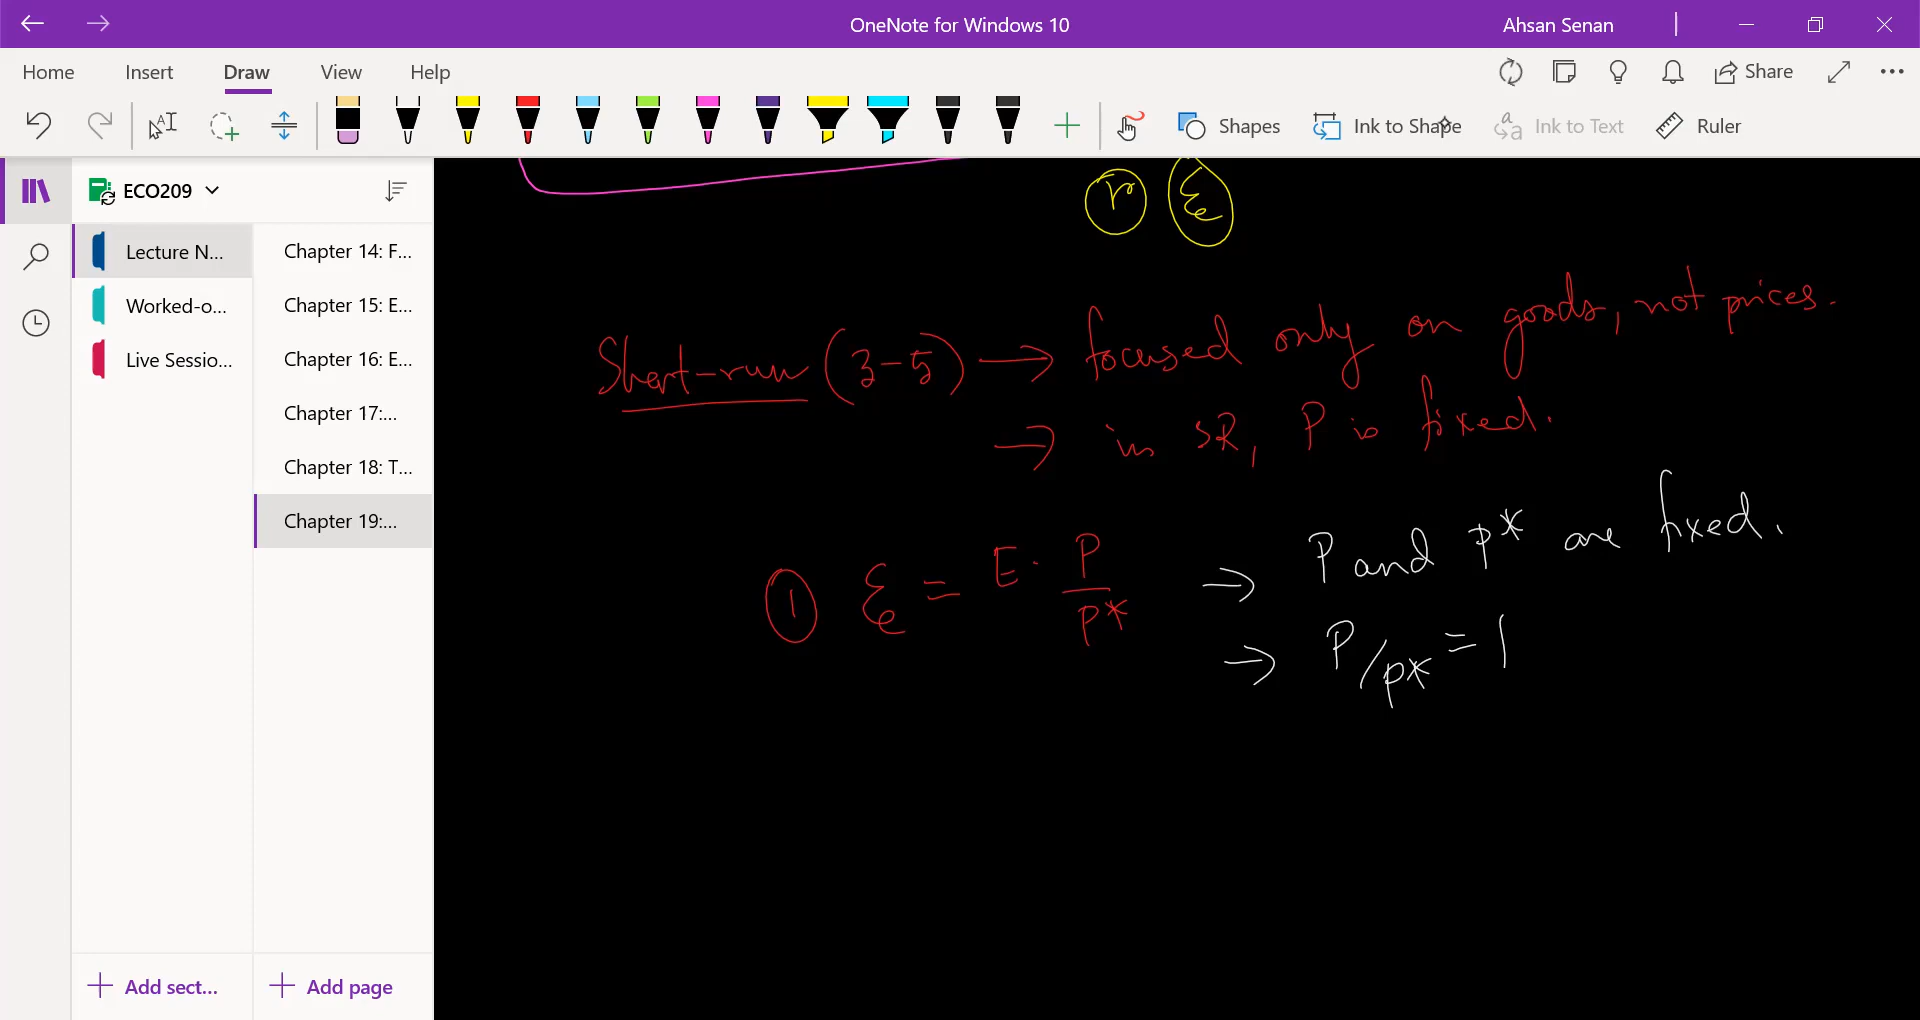 OneNote for Windows 10
Ahsan Senan
Home Insert Draw View Help
Share
Shapes Ink to Shape Ink to Text Ruler
ECO209
Lecture N...
Worked-o...
Live Sessio...
Chapter 14: F...
Chapter 15: E...
Chapter 16: E...
Chapter 17:...
Chapter 18: T...
Chapter 19:...
Add sect...
Add page
r ε
Short-run (3-5) → focused only on goods, not prices.
→ in SR, P is fixed.
① ε = E · P/P* → P and P* are fixed.
→ P/P* = 1